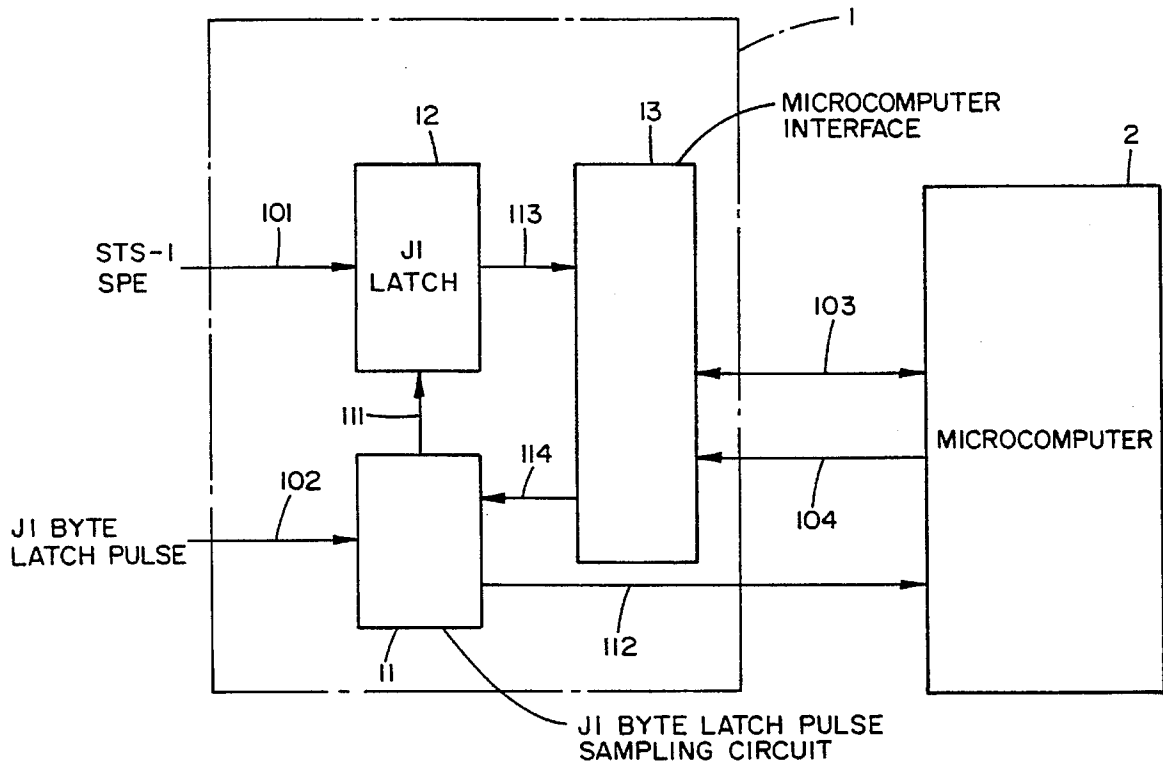 1
MICROCOMPUTER
INTERFACE
12
13
2
101
113
STS-1
SPE
J1
LATCH
103
111
114
MICROCOMPUTER
102
104
J1 BYTE
LATCH PULSE
11
112
J1 BYTE LATCH PULSE
SAMPLING CIRCUIT